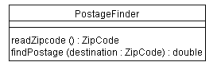 PostageFinder
readZipcode () : ZipCode
findPostage (destination : ZipCode) : double